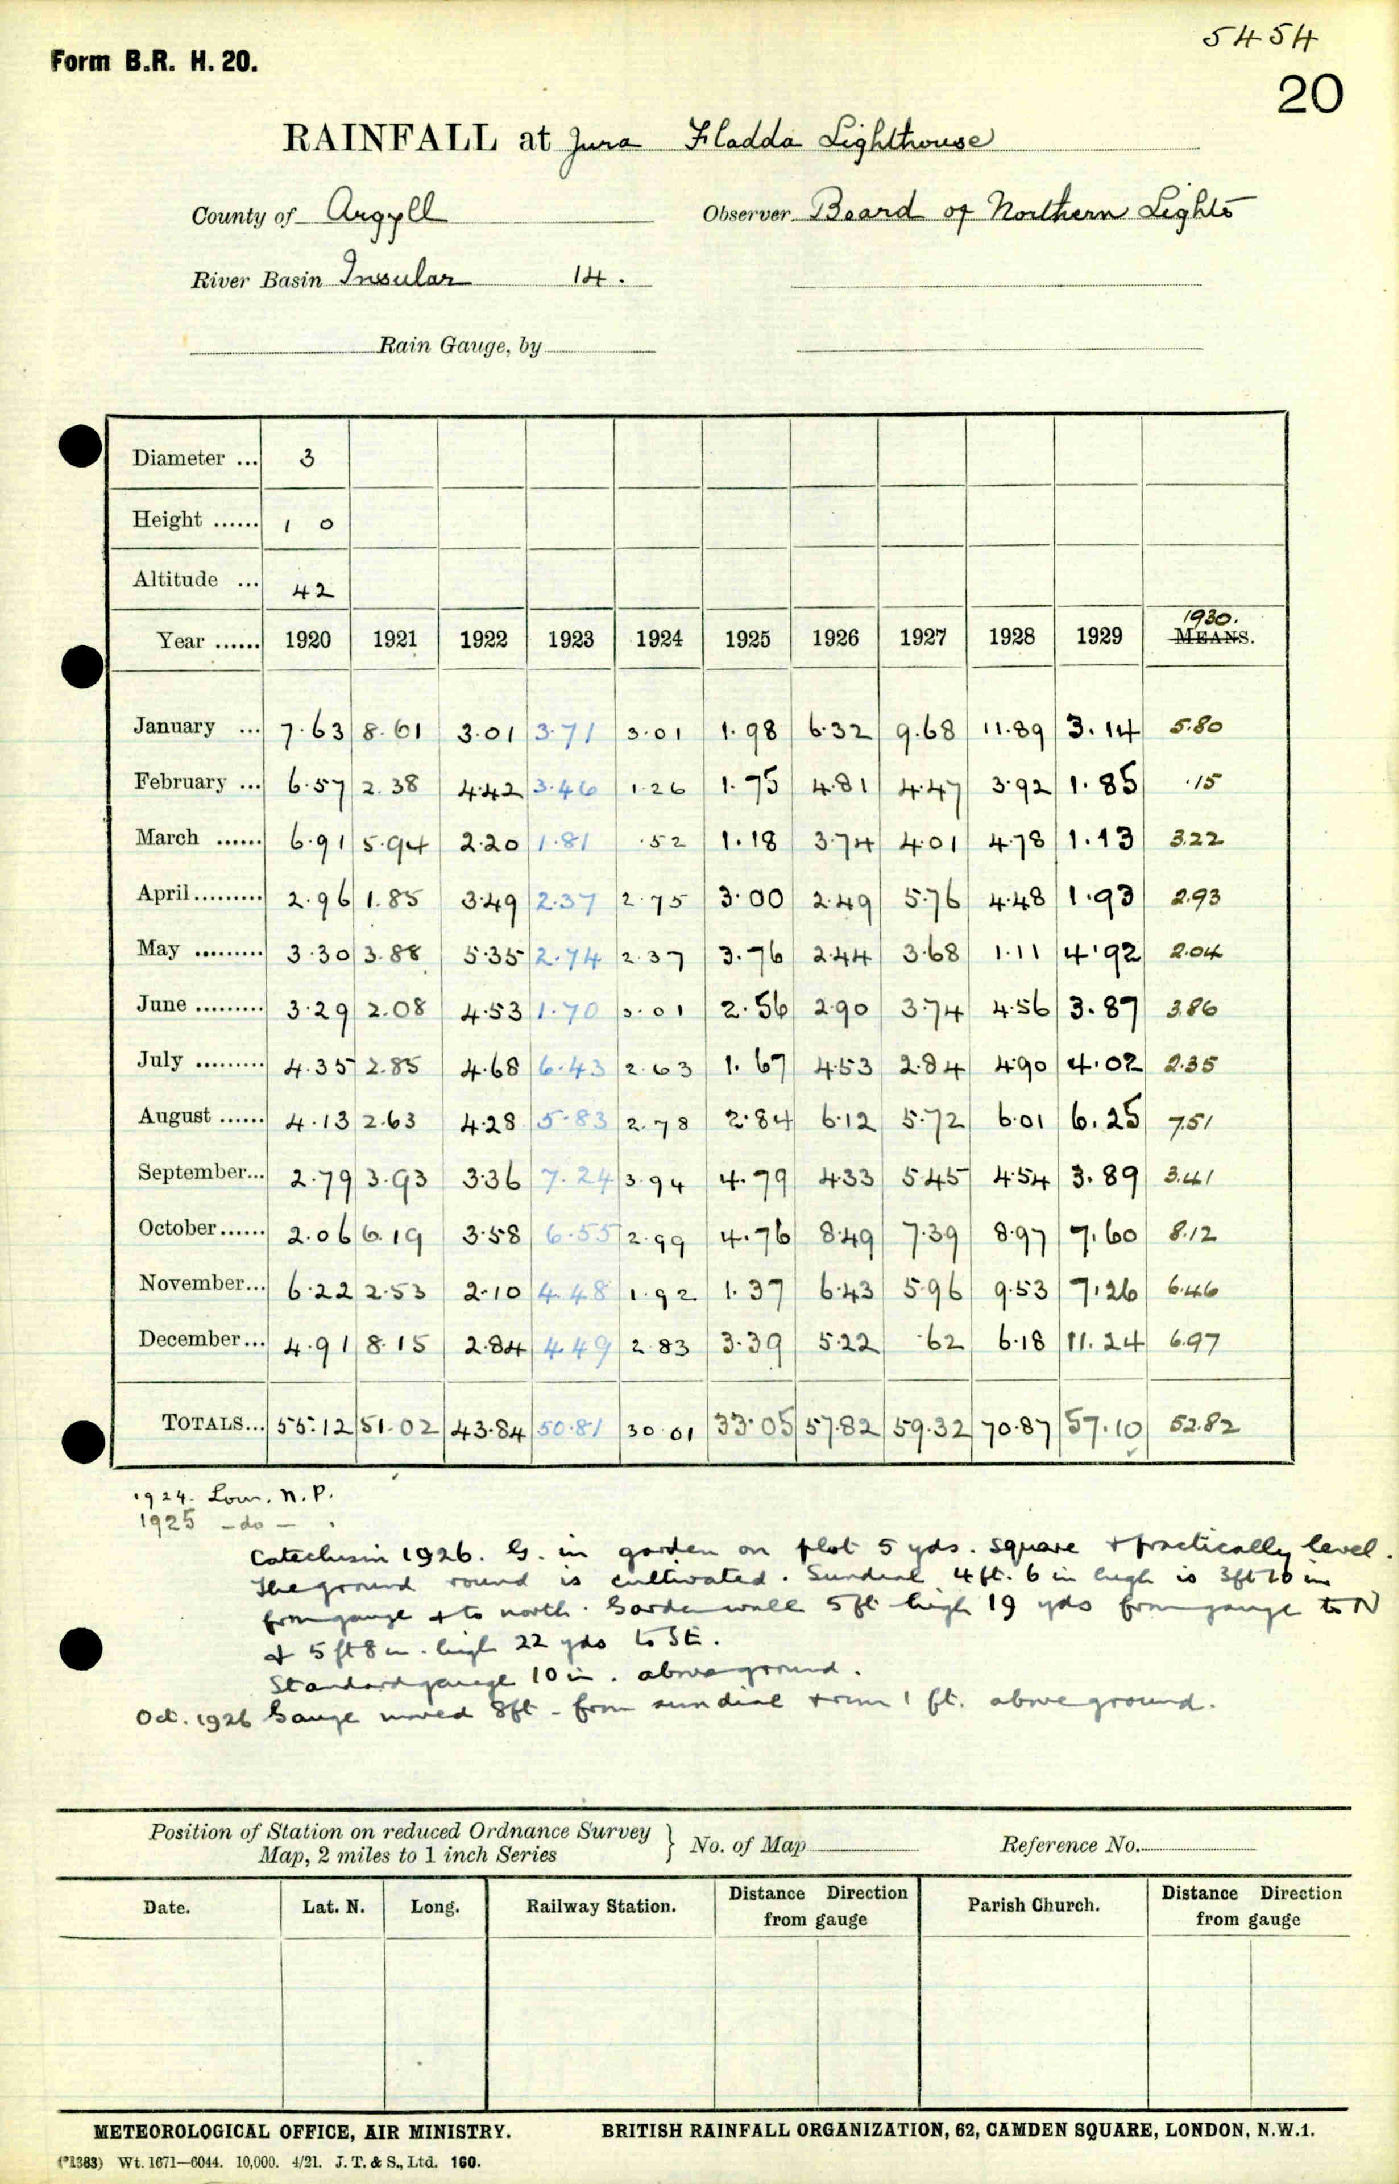 5454
Form B.R. H. 20.
20
RAINFALL at Jura Fladda Lighthouse
County of Argyll Observer Board of Northern Lights
River Basin Insular 14.
Rain Gauge, by
Diameter ... 3
Height ...... 1 0
Altitude ... 42
1930.
Year ...... 1920 1921 1922 1923 1924 1925 1926 1927 1928 1929 MEANS.
January ... 7.63 8.61 3.01 3.71 3.01 1.98 6.32 9.68 11.89 3.14 5.80
February ... 6.57 2.38 4.42 3.46 1.26 1.75 4.81 4.47 3.92 1.85 .15
March ...... 6.91 5.94 2.20 1.81 .52 1.18 3.74 4.01 4.78 1.13 3.22
April......... 2.96 1.85 3.49 2.37 2.75 3.00 2.49 5.76 4.48 1.93 2.93
May ......... 3.30 3.88 5.35 2.74 2.37 3.76 2.44 3.68 1.11 4.92 2.04
June ......... 3.29 2.08 4.53 1.70 3.01 2.56 2.90 3.74 4.56 3.87 3.86
July ......... 4.35 2.85 4.68 6.43 2.63 1.67 4.53 2.84 4.90 4.02 2.35
August ...... 4.13 2.63 4.28 5.83 2.78 2.84 6.12 5.72 6.01 6.25 7.51
September... 2.79 3.93 3.36 7.24 3.94 4.79 4.33 5.45 4.54 3.89 3.41
October...... 2.06 6.19 3.58 6.55 2.99 4.76 8.49 7.39 8.97 7.60 8.12
November... 6.22 2.53 2.10 4.48 1.92 1.37 6.43 5.96 9.53 7.26 6.46
December... 4.91 8.15 2.84 4.49 2.83 3.39 5.22 .62 6.18 11.24 6.97
TOTALS... 55.12 51.02 43.84 50.81 30.01 33.05 57.82 59.32 70.87 57.10 52.82
1924. Low. N.P.
1925 - do - .
Catechism 1926. G. in garden on plot 5 yds. square & practically level.
The ground round is cultivated. Sundial 4ft. 6 in high is 3ft 10 in
from gauge & to north. Garden wall 5ft high 19 yds from gauge to N
& 5 ft 8 in. high 22 yds to SE.
Standard gauge 10 in. above ground.
Oct. 1926 Gauge moved 8ft - from sundial & rim 1 ft. above ground.
Position of Station on reduced Ordnance Survey
Map, 2 miles to 1 inch Series } No. of Map Reference No.
Date. Lat. N. Long. Railway Station. Distance Direction from gauge Parish Church. Distance Direction from gauge
METEOROLOGICAL OFFICE, AIR MINISTRY. BRITISH RAINFALL ORGANIZATION, 62, CAMDEN SQUARE, LONDON, N.W.1.
(*1383) Wt. 1671—6044. 10,000. 4/21. J. T. & S., Ltd. 160.